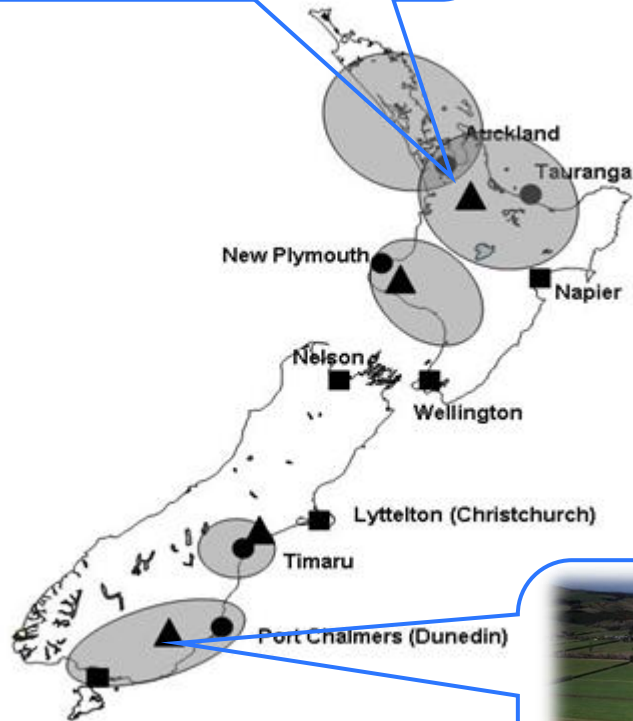 Auckland
Tauranga
New Plymouth
Napier
Nelson
Wellington
Lyttelton (Christchurch)
Timaru
Port Chalmers (Dunedin)